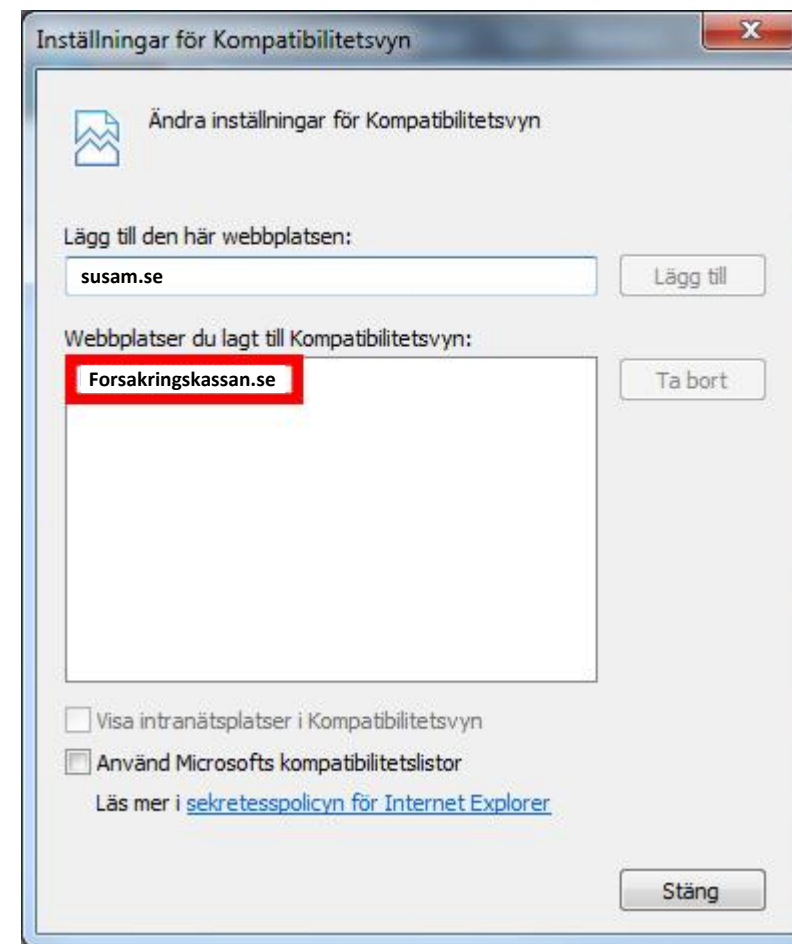 Inställningar för Kompatibilitetsvyn
Ändra inställningar för Kompatibilitetsvyn
Lägg till den här webbplatsen:
susam.se
Lägg till
Webbplatser du lagt till Kompatibilitetsvyn:
Forsakringskassan.se
Ta bort
Visa intranätsplatser i Kompatibilitetsvyn
Använd Microsofts kompatibilitetslistor
Läs mer i sekretesspolicyn för Internet Explorer
Stäng